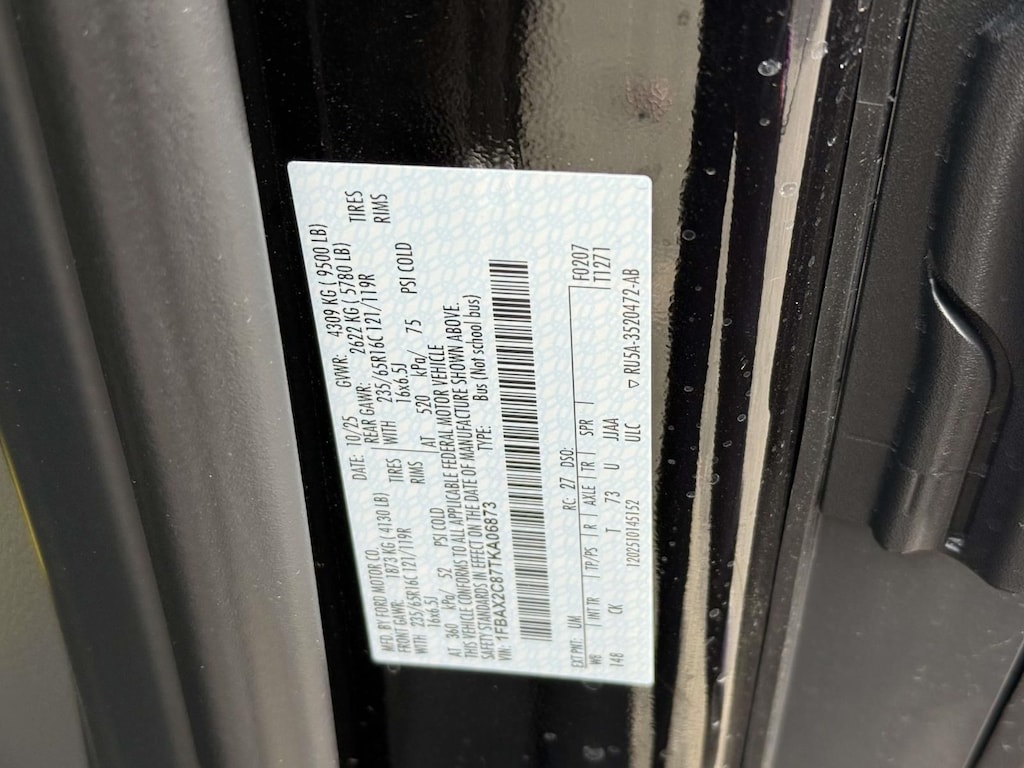 MFD. BY FORD MOTOR CO. DATE: 10/25 GVWR: 4309 KG ( 9500 LB)
FRONT GAWR: 1873 KG ( 4130 LB) REAR GAWR: 2622 KG ( 5780 LB)
WITH 235/65R16C 121/119R TIRES WITH 235/65R16C 121/119R TIRES
16x6.5J RIMS 16x6.5J RIMS
AT 360 kPa/ 52 PSI COLD AT 520 kPa/ 75 PSI COLD
THIS VEHICLE CONFORMS TO ALL APPLICABLE FEDERAL MOTOR VEHICLE
SAFETY STANDARDS IN EFFECT ON THE DATE OF MANUFACTURE SHOWN ABOVE.
VIN: 1FBAX2C87TKA06873 TYPE: Bus (Not school bus)
EXT PNT: UM RC: 27 DSO: F0207
WB INT TR TP/PS R AXLE TR SPR T1271
148 CK T 73 U JJAA
ULC
1202510145152 ▽ RU5A-3520472-AB